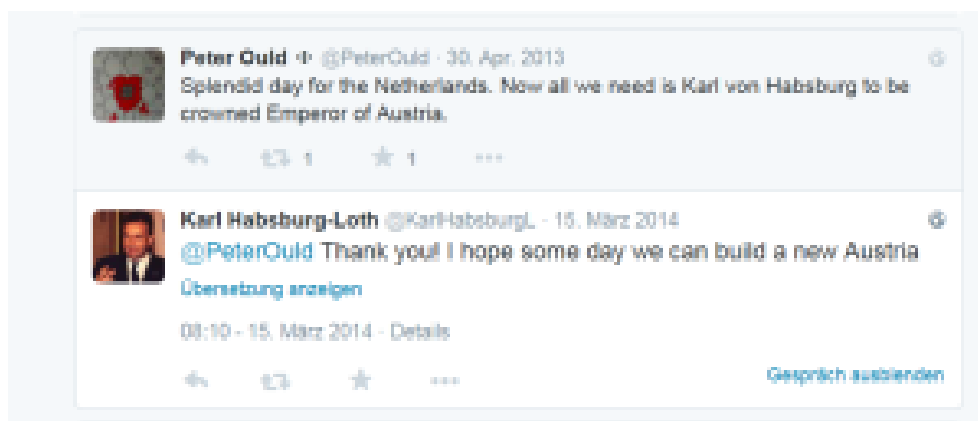 Peter Ould @PeterOuld · 30. Apr. 2013
Splendid day for the Netherlands. Now all we need is Karl von Habsburg to be
crowned Emperor of Austria.
1 1
Karl Habsburg-Loth @KarlHabsburgL · 15. März 2014
@PeterOuld Thank you! I hope some day we can build a new Austria
Übersetzung anzeigen
08:10 - 15. März 2014 · Details
Gespräch ausblenden